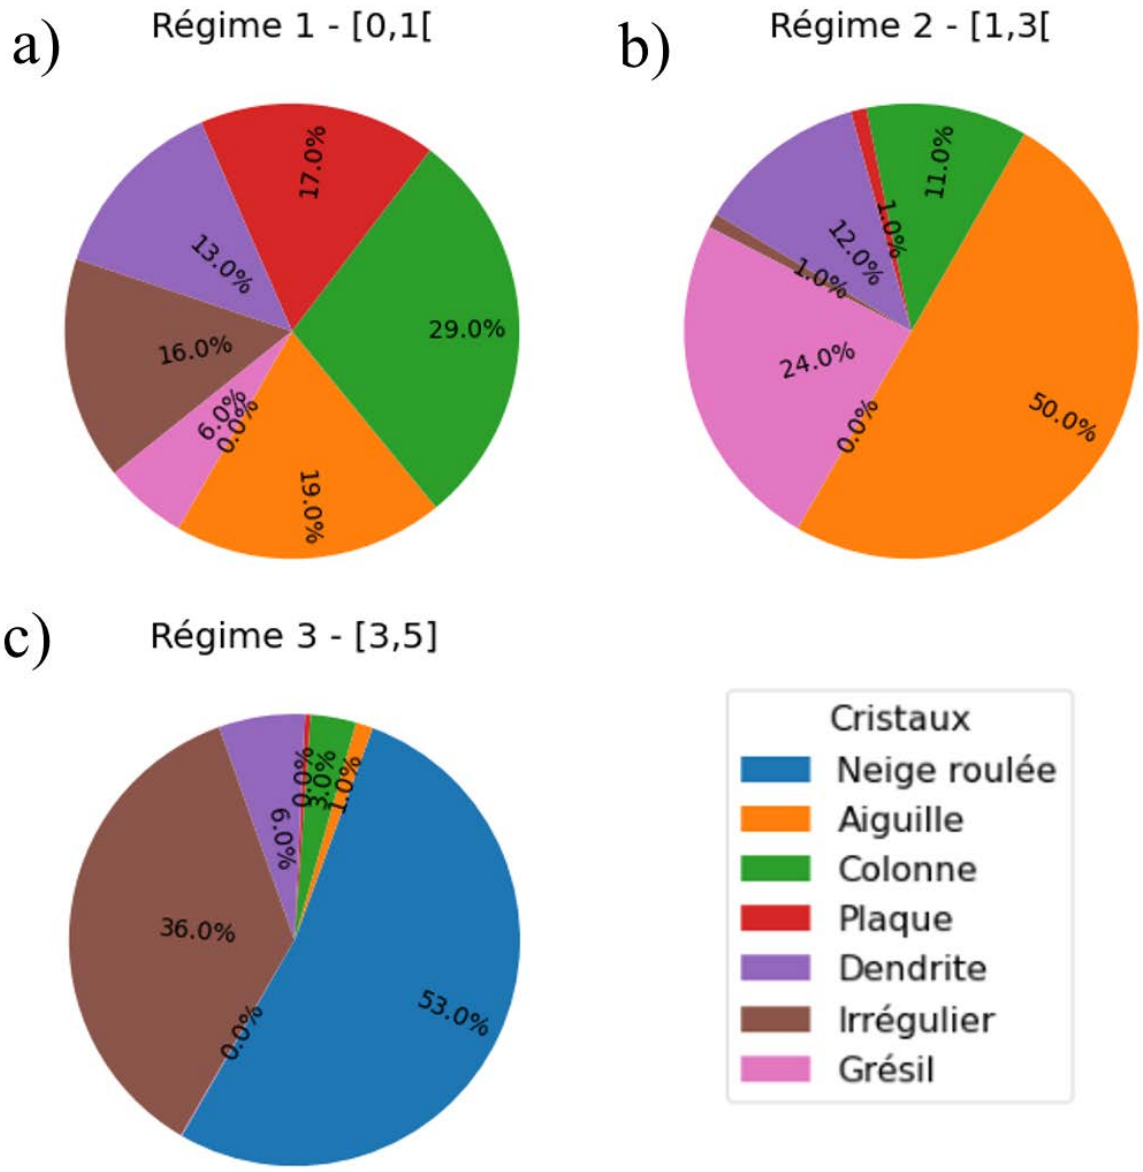 a)
Régime 1 - [0,1[
17.0%
13.0%
29.0%
16.0%
6.0%
0.0%
19.0%
b)
Régime 2 - [1,3[
11.0%
1.0%
12.0%
1.0%
24.0%
50.0%
0.0%
c)
Régime 3 - [3,5]
0.0%
3.0%
1.0%
6.0%
36.0%
53.0%
0.0%
Cristaux
Neige roulée
Aiguille
Colonne
Plaque
Dendrite
Irrégulier
Grésil